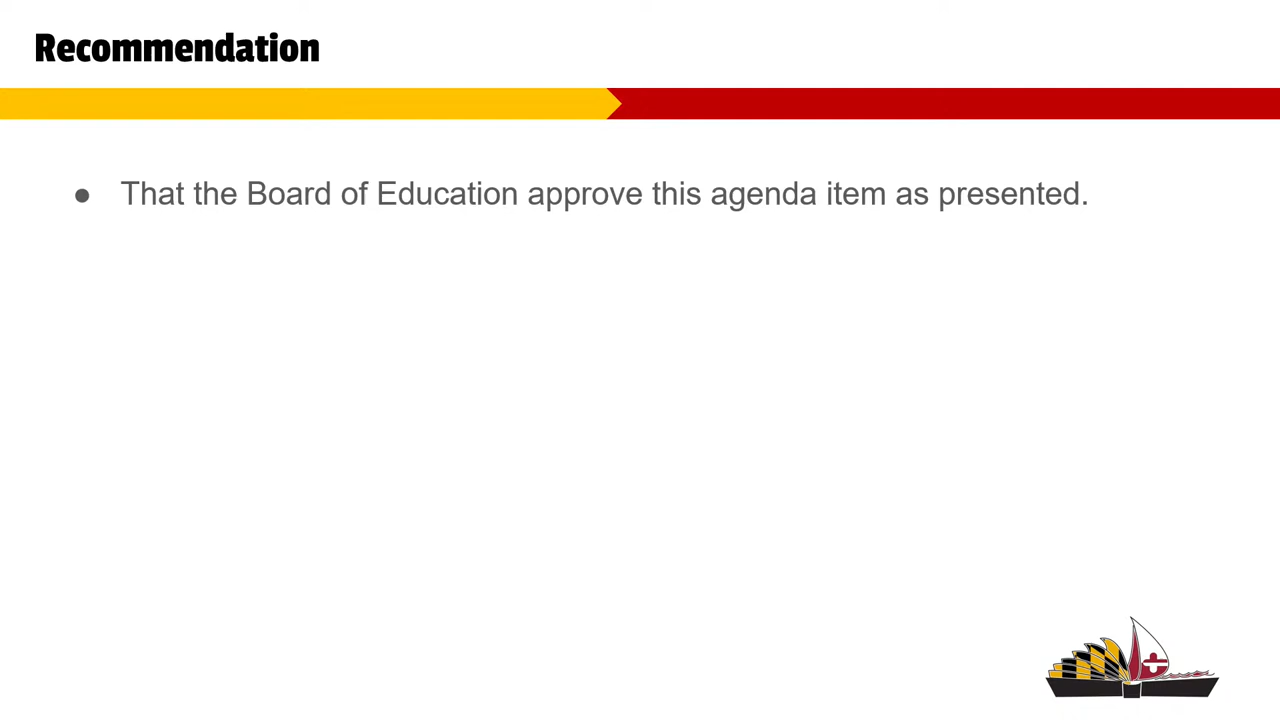 Recommendation
● That the Board of Education approve this agenda item as presented.